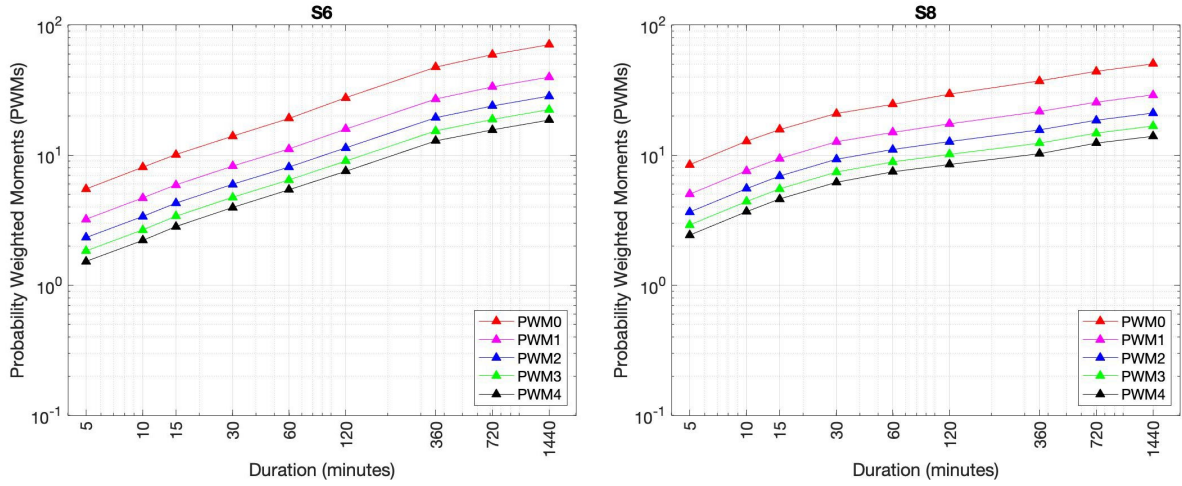 S6
Probability Weighted Moments (PWMs)
10²
10¹
10⁰
10⁻¹
5 10 15 30 60 120 360 720 1440
Duration (minutes)
PWM0
PWM1
PWM2
PWM3
PWM4
S8
Probability Weighted Moments (PWMs)
10²
10¹
10⁰
10⁻¹
5 10 15 30 60 120 360 720 1440
Duration (minutes)
PWM0
PWM1
PWM2
PWM3
PWM4